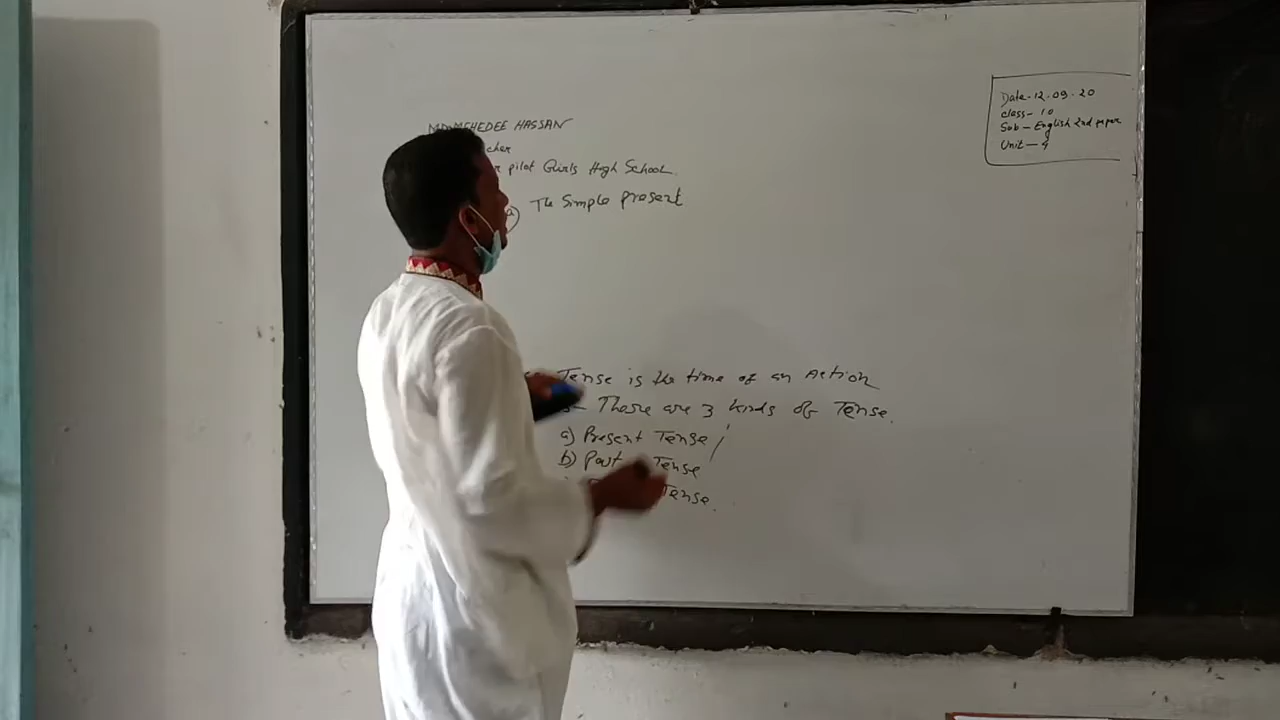 MD. MEHEDEE HASSAN
cher
pilot Girls High School.
a) The Simple present
Date - 12.09.20
Class - 10
Sub - English 2nd paper
Unit - 4
Tense is the time of an Action
There are 3 kinds of Tense.
a) Present Tense /
b) Past Tense
Tense.